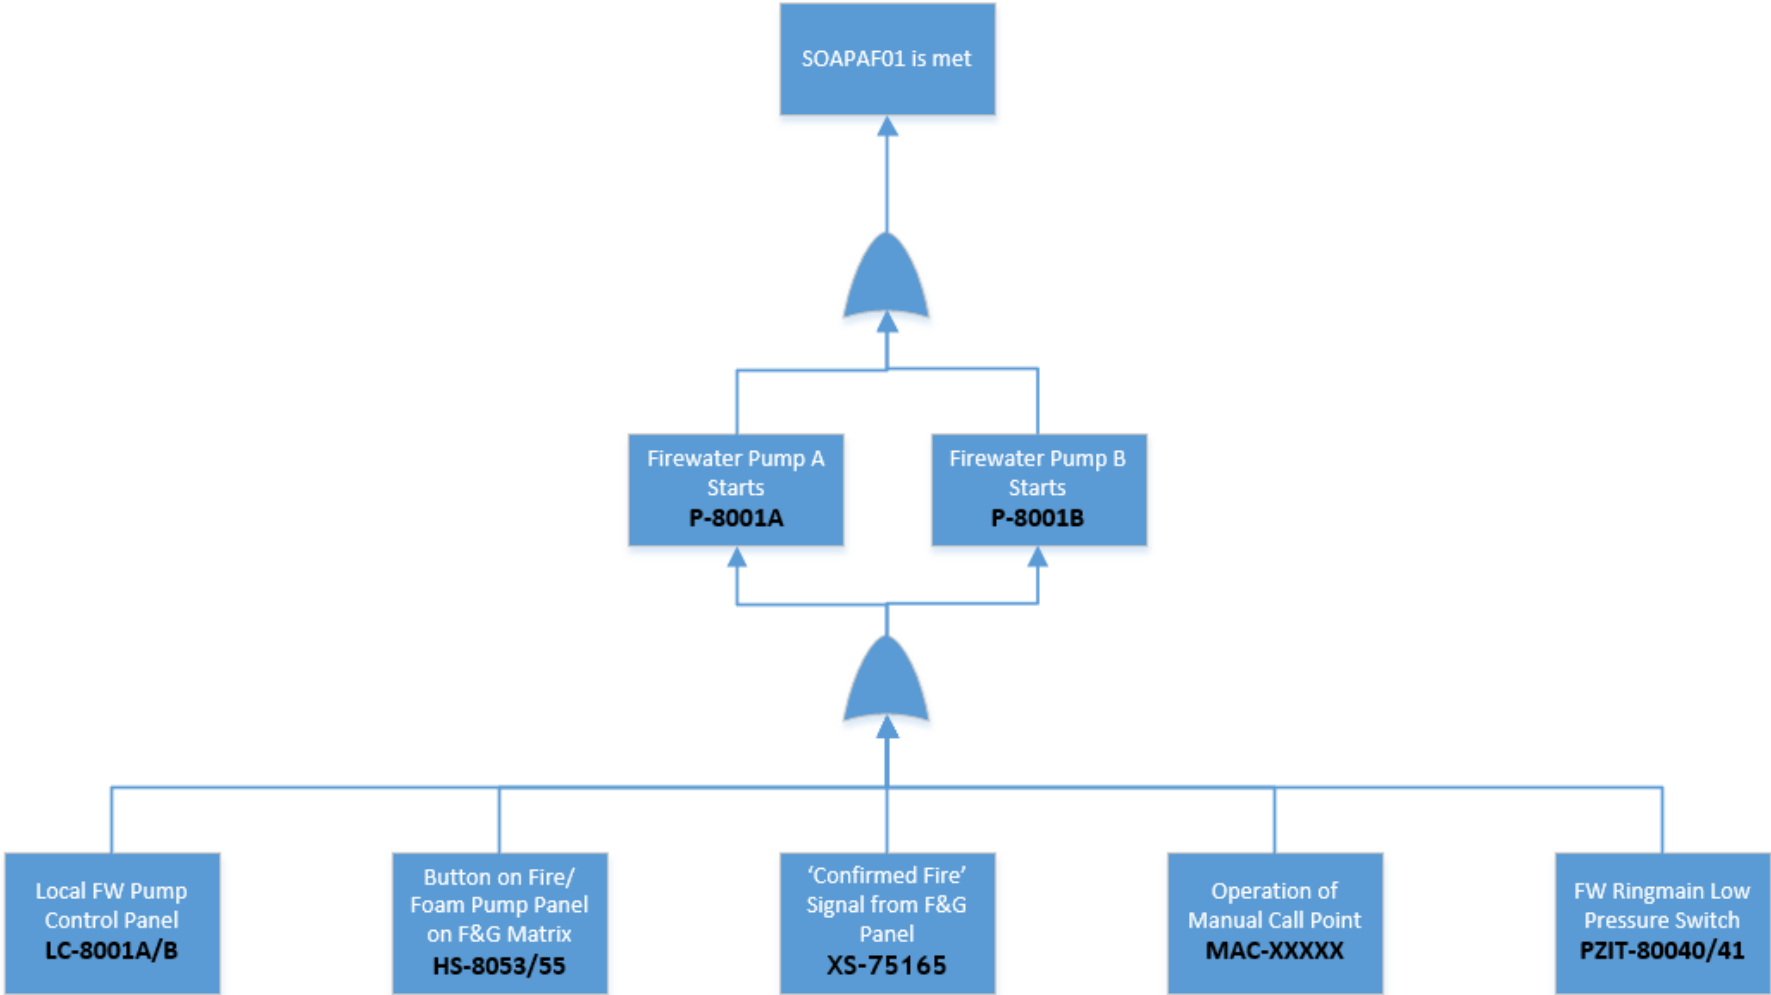 SOAPAF01 is met
Firewater Pump A
Starts
P-8001A
Firewater Pump B
Starts
P-8001B
Local FW Pump
Control Panel
LC-8001A/B
Button on Fire/
Foam Pump Panel
on F&G Matrix
HS-8053/55
‘Confirmed Fire’
Signal from F&G
Panel
XS-75165
Operation of
Manual Call Point
MAC-XXXXX
FW Ringmain Low
Pressure Switch
PZIT-80040/41